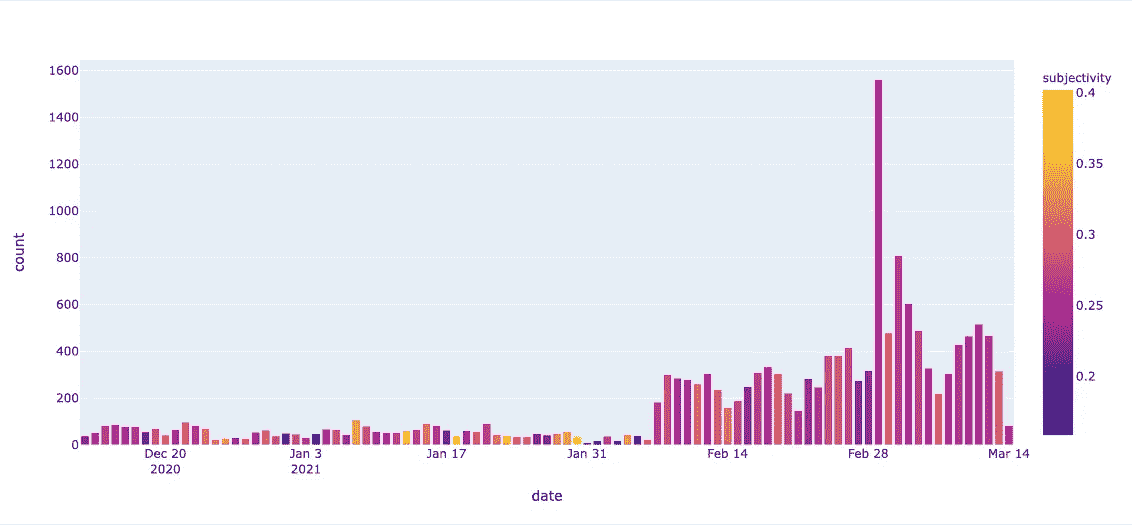 1600
1400
1200
1000
800
600
400
200
0
count
Dec 20
2020
Jan 3
2021
Jan 17
Jan 31
Feb 14
Feb 28
Mar 14
date
subjectivity
0.4
0.35
0.3
0.25
0.2